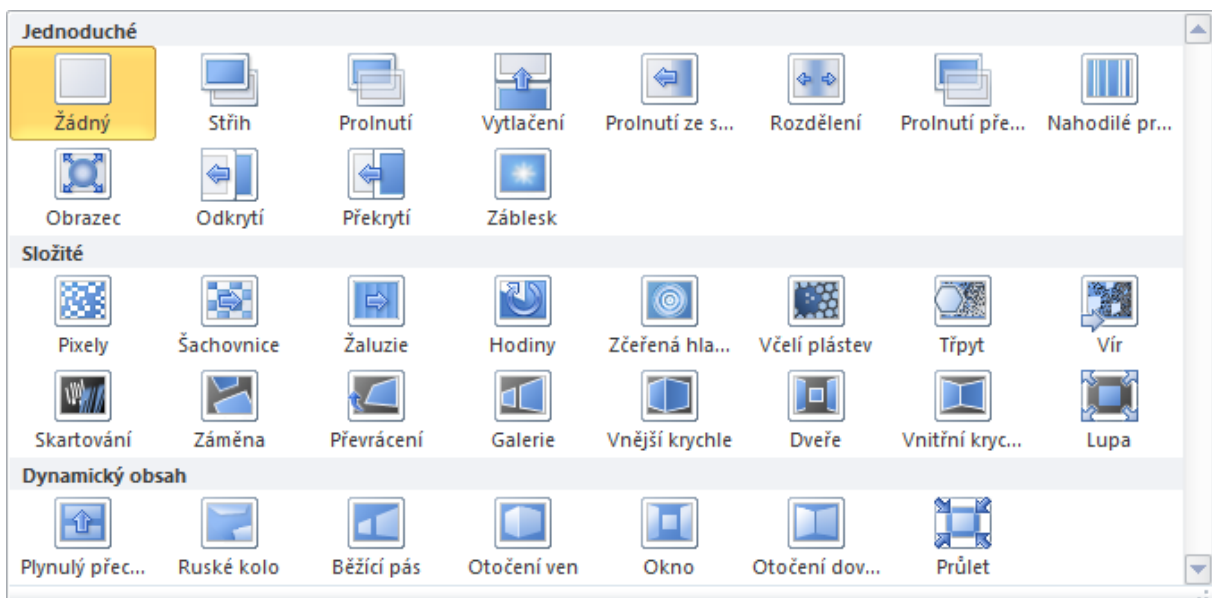 Jednoduché
Žádný Střih Prolnutí Vytlačení Prolnutí ze s... Rozdělení Prolnutí pře... Nahodilé pr...
Obrazec Odkrytí Překrytí Záblesk
Složité
Pixely Šachovnice Žaluzie Hodiny Zčeřená hla... Včelí plástev Třpyt Vír
Skartování Záměna Převrácení Galerie Vnější krychle Dveře Vnitřní kryc... Lupa
Dynamický obsah
Plynulý přec... Ruské kolo Běžící pás Otočení ven Okno Otočení dov... Průlet